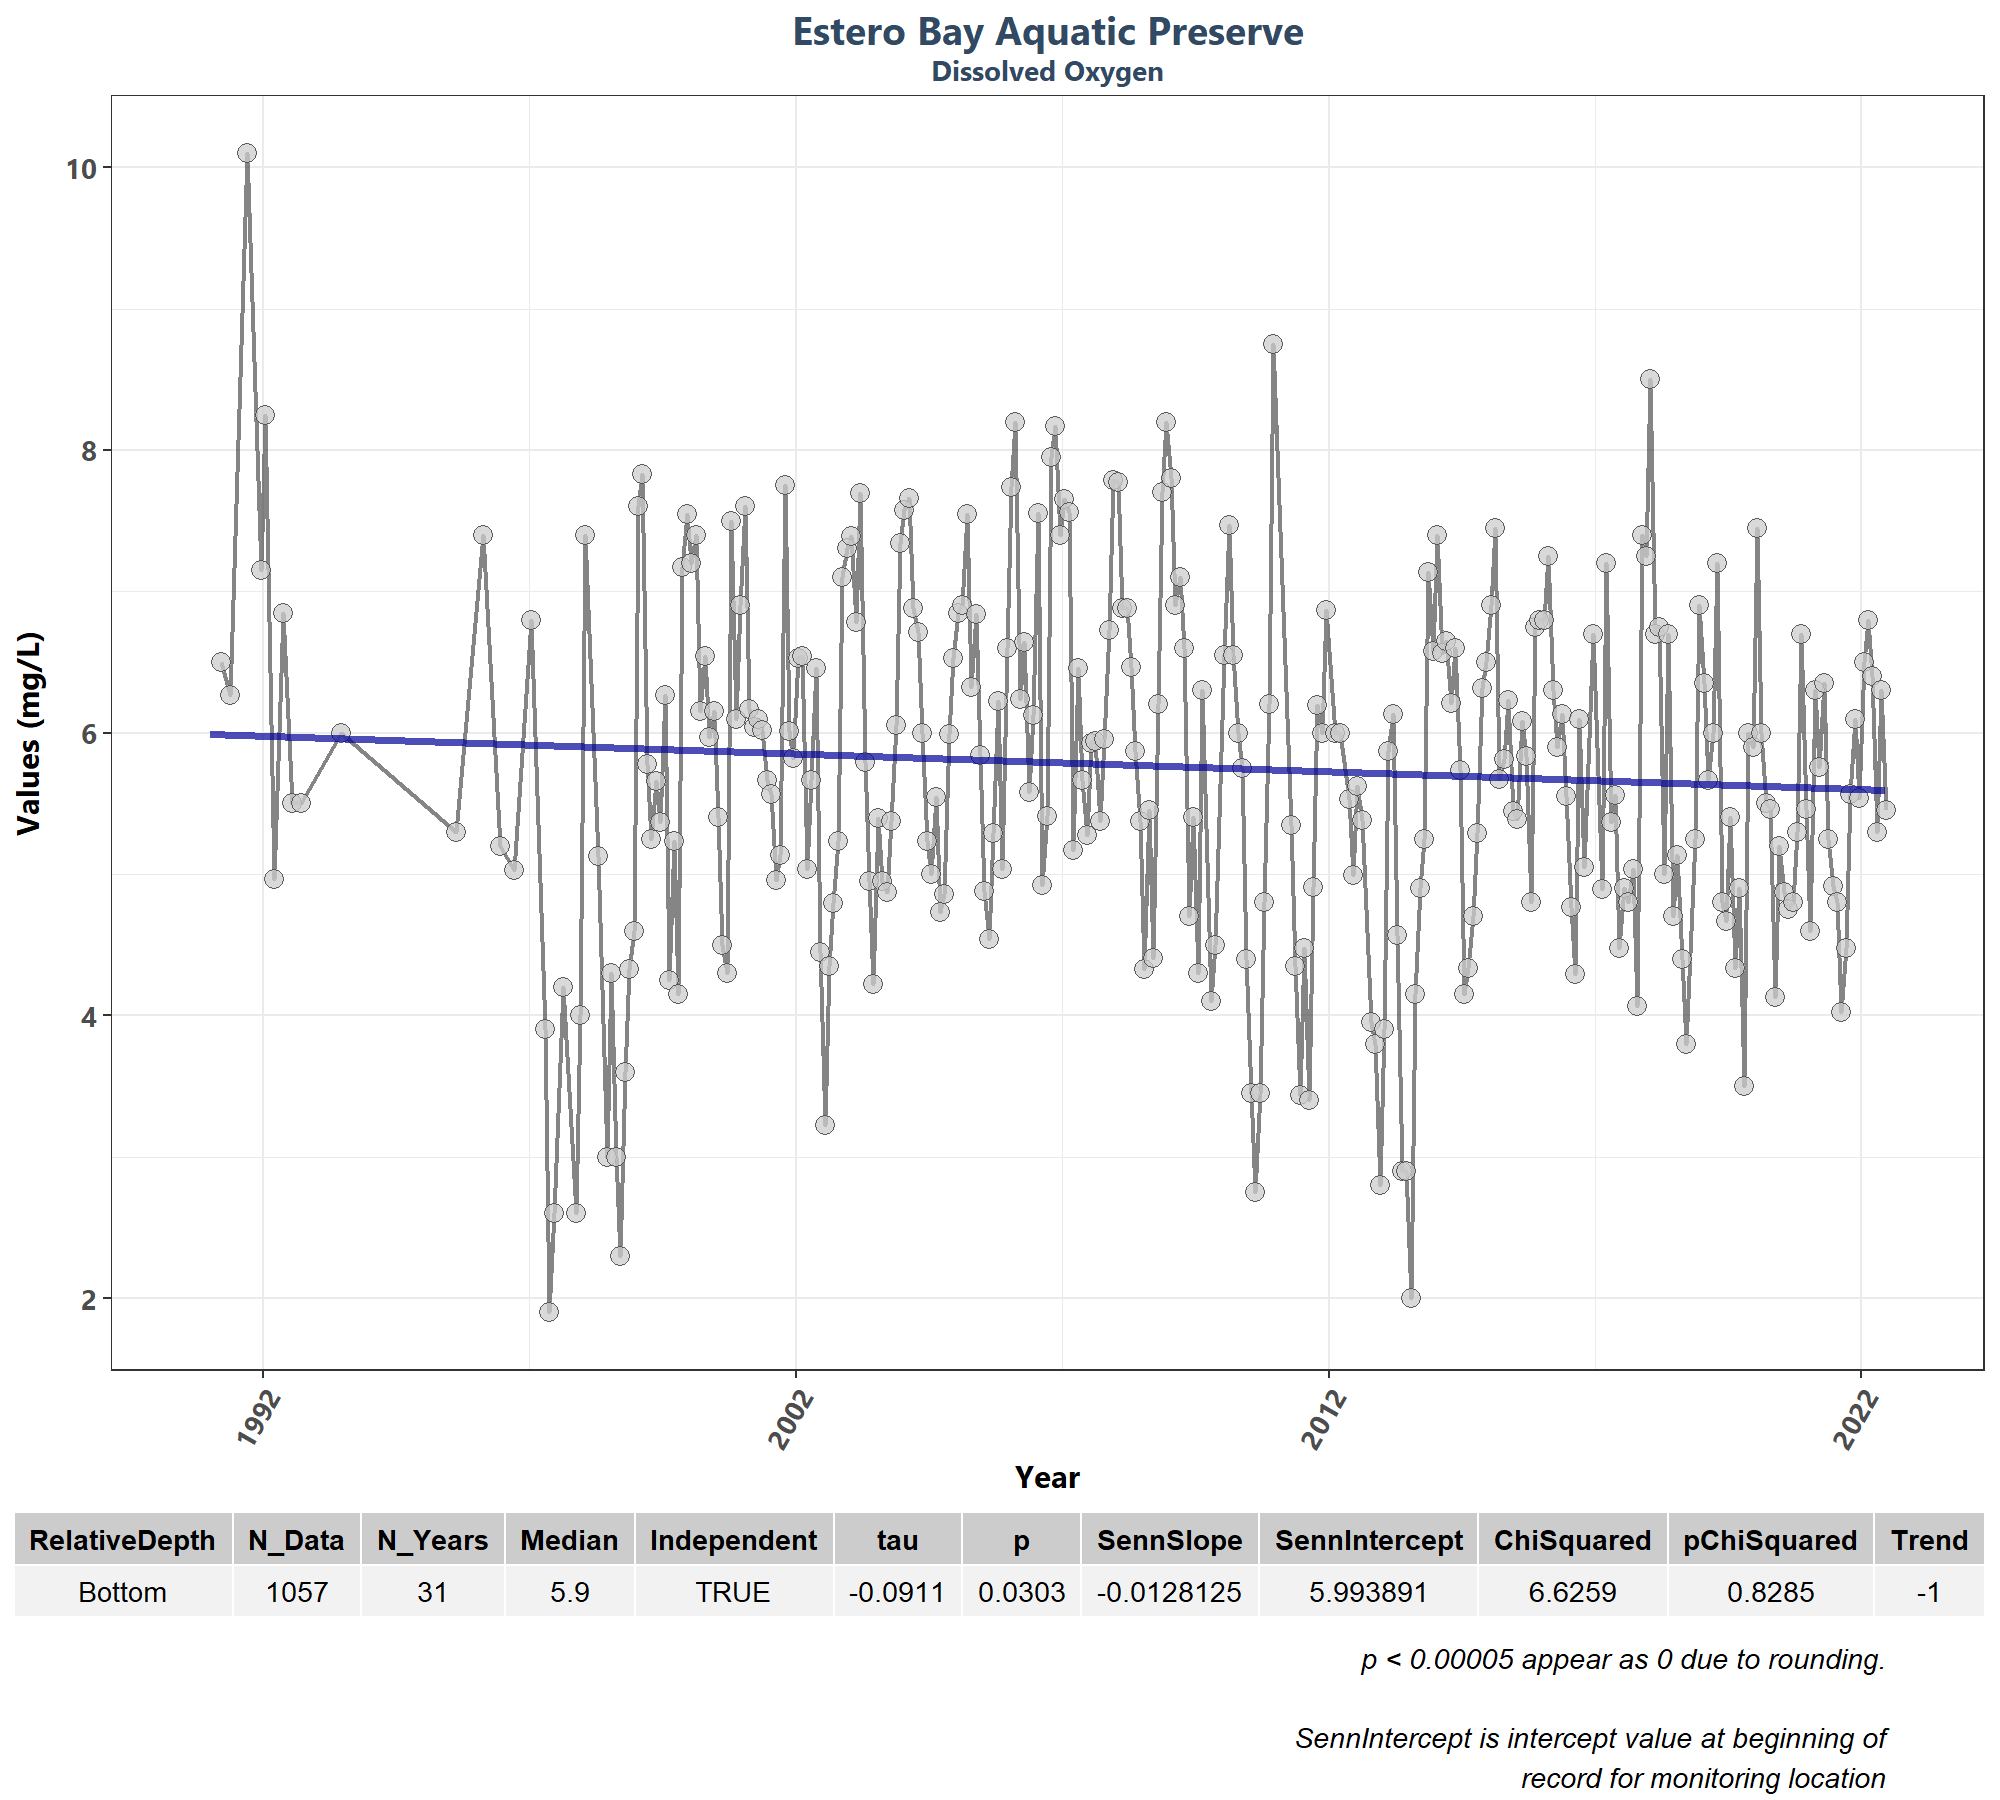 Estero Bay Aquatic Preserve
Dissolved Oxygen
Values (mg/L)
10
8
6
4
2
1992
2002
2012
2022
Year
RelativeDepth N_Data N_Years Median Independent tau p SennSlope SennIntercept ChiSquared pChiSquared Trend
Bottom 1057 31 5.9 TRUE -0.0911 0.0303 -0.0128125 5.993891 6.6259 0.8285 -1
p < 0.00005 appear as 0 due to rounding.
SennIntercept is intercept value at beginning of
record for monitoring location